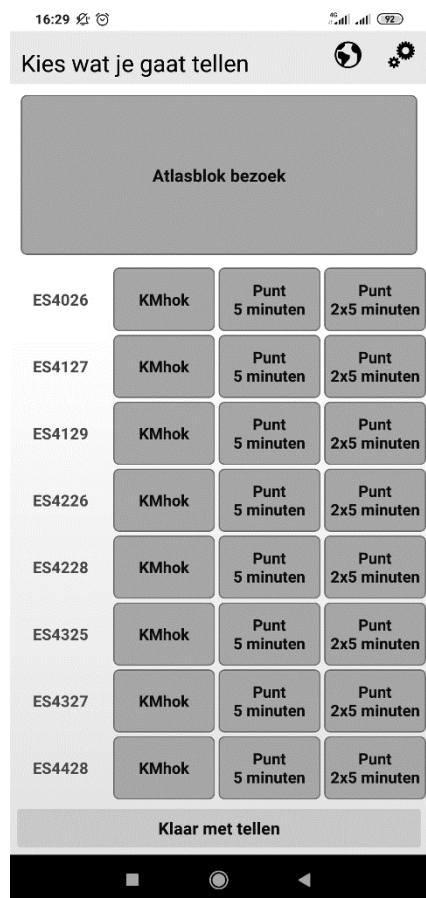 16:29 4G 92
Kies wat je gaat tellen
Atlasblok bezoek
ES4026 KMhok Punt 5 minuten Punt 2x5 minuten
ES4127 KMhok Punt 5 minuten Punt 2x5 minuten
ES4129 KMhok Punt 5 minuten Punt 2x5 minuten
ES4226 KMhok Punt 5 minuten Punt 2x5 minuten
ES4228 KMhok Punt 5 minuten Punt 2x5 minuten
ES4325 KMhok Punt 5 minuten Punt 2x5 minuten
ES4327 KMhok Punt 5 minuten Punt 2x5 minuten
ES4428 KMhok Punt 5 minuten Punt 2x5 minuten
Klaar met tellen